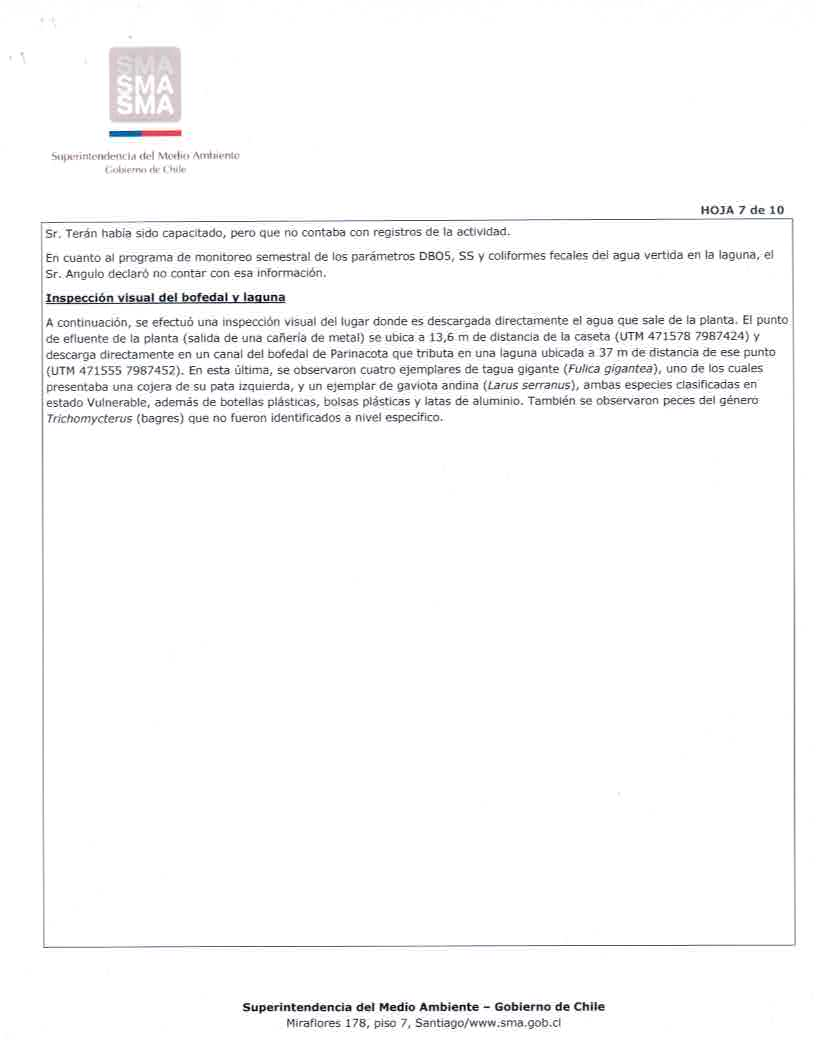 SMA
SMA
SMA
Superintendencia del Medio Ambiente
Gobierno de Chile
HOJA 7 de 10
Sr. Terán había sido capacitado, pero que no contaba con registros de la actividad.
En cuanto al programa de monitoreo semestral de los parámetros DBO5, SS y coliformes fecales del agua vertida en la laguna, el
Sr. Angulo declaró no contar con esa información.
Inspección visual del bofedal y laguna
A continuación, se efectuó una inspección visual del lugar donde es descargada directamente el agua que sale de la planta. El punto
de efluente de la planta (salida de una cañería de metal) se ubica a 13,6 m de distancia de la caseta (UTM 471578 7987424) y
descarga directamente en un canal del bofedal de Parinacota que tributa en una laguna ubicada a 37 m de distancia de ese punto
(UTM 471555 7987452). En esta última, se observaron cuatro ejemplares de tagua gigante (Fulica gigantea), uno de los cuales
presentaba una cojera de su pata izquierda, y un ejemplar de gaviota andina (Larus serranus), ambas especies clasificadas en
estado Vulnerable, además de botellas plásticas, bolsas plásticas y latas de aluminio. También se observaron peces del género
Trichomycterus (bagres) que no fueron identificados a nivel específico.
Superintendencia del Medio Ambiente – Gobierno de Chile
Miraflores 178, piso 7, Santiago/www.sma.gob.cl